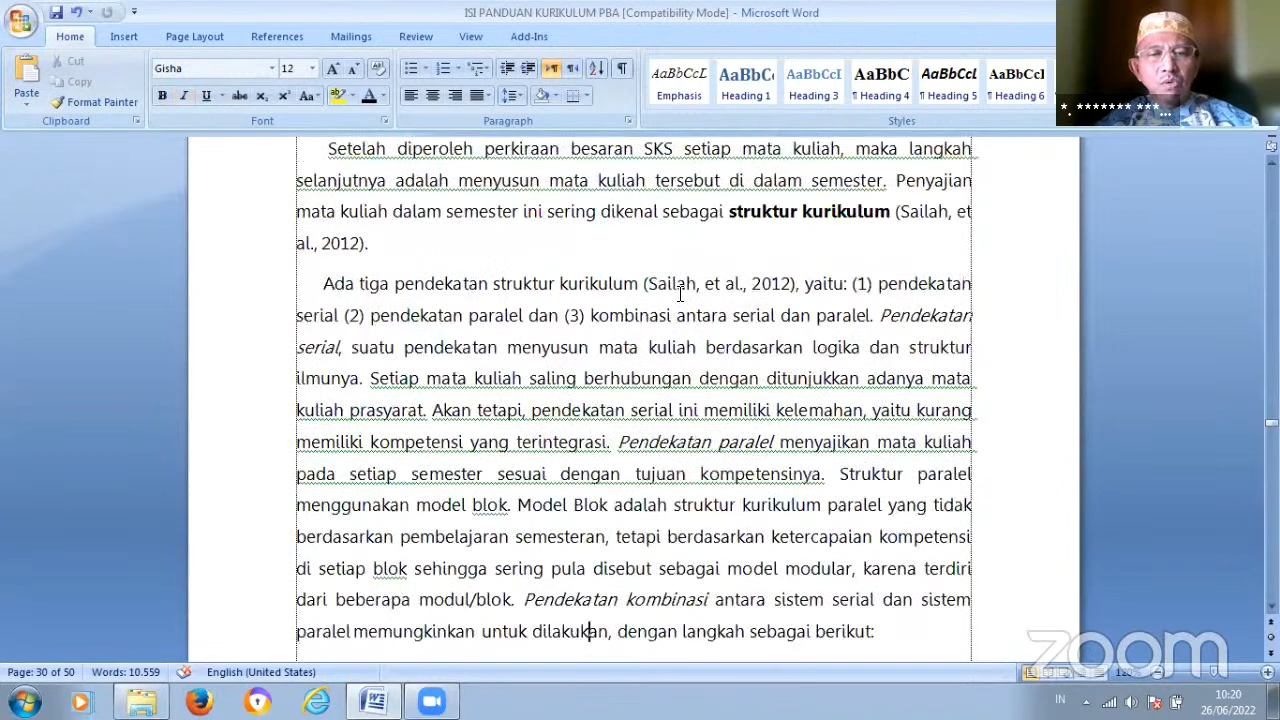 ISI PANDUAN KURIKULUM PBA [Compatibility Mode] - Microsoft Word
Home Insert Page Layout References Mailings Review View Add-Ins
Paste Cut Copy Format Painter
Gisha 12
AaBbCcL AaBbCc AaBbCcI AaBbC AaBbCcI AaBbCc
Emphasis Heading 1 Heading 3 ¶ Heading 4 ¶ Heading 5 ¶ Heading 6
Clipboard Font Paragraph Styles
*. ******* ***...
Setelah diperoleh perkiraan besaran SKS setiap mata kuliah, maka langkah
selanjutnya adalah menyusun mata kuliah tersebut di dalam semester. Penyajian
mata kuliah dalam semester ini sering dikenal sebagai struktur kurikulum (Sailah, et
al., 2012).
Ada tiga pendekatan struktur kurikulum (Sailah, et al., 2012), yaitu: (1) pendekatan
serial (2) pendekatan paralel dan (3) kombinasi antara serial dan paralel. Pendekatan
serial, suatu pendekatan menyusun mata kuliah berdasarkan logika dan struktur
ilmunya. Setiap mata kuliah saling berhubungan dengan ditunjukkan adanya mata
kuliah prasyarat. Akan tetapi, pendekatan serial ini memiliki kelemahan, yaitu kurang
memiliki kompetensi yang terintegrasi. Pendekatan paralel menyajikan mata kuliah
pada setiap semester sesuai dengan tujuan kompetensinya. Struktur paralel
menggunakan model blok. Model Blok adalah struktur kurikulum paralel yang tidak
berdasarkan pembelajaran semesteran, tetapi berdasarkan ketercapaian kompetensi
di setiap blok sehingga sering pula disebut sebagai model modular, karena terdiri
dari beberapa modul/blok. Pendekatan kombinasi antara sistem serial dan sistem
paralel memungkinkan untuk dilakukan, dengan langkah sebagai berikut:
zoom
Page: 30 of 50 Words: 10.559 English (United States) 120%
IN 10:20
26/06/2022